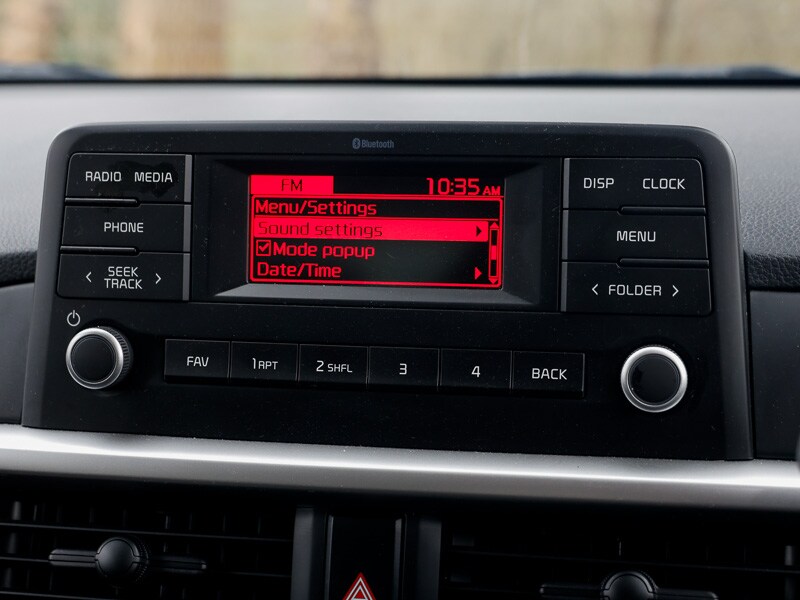 Bluetooth
RADIO MEDIA
PHONE
< SEEK TRACK >
FM
10:35 AM
Menu/Settings
Sound settings
Mode popup
Date/Time
DISP CLOCK
MENU
< FOLDER >
FAV
1 RPT
2 SHFL
3
4
BACK